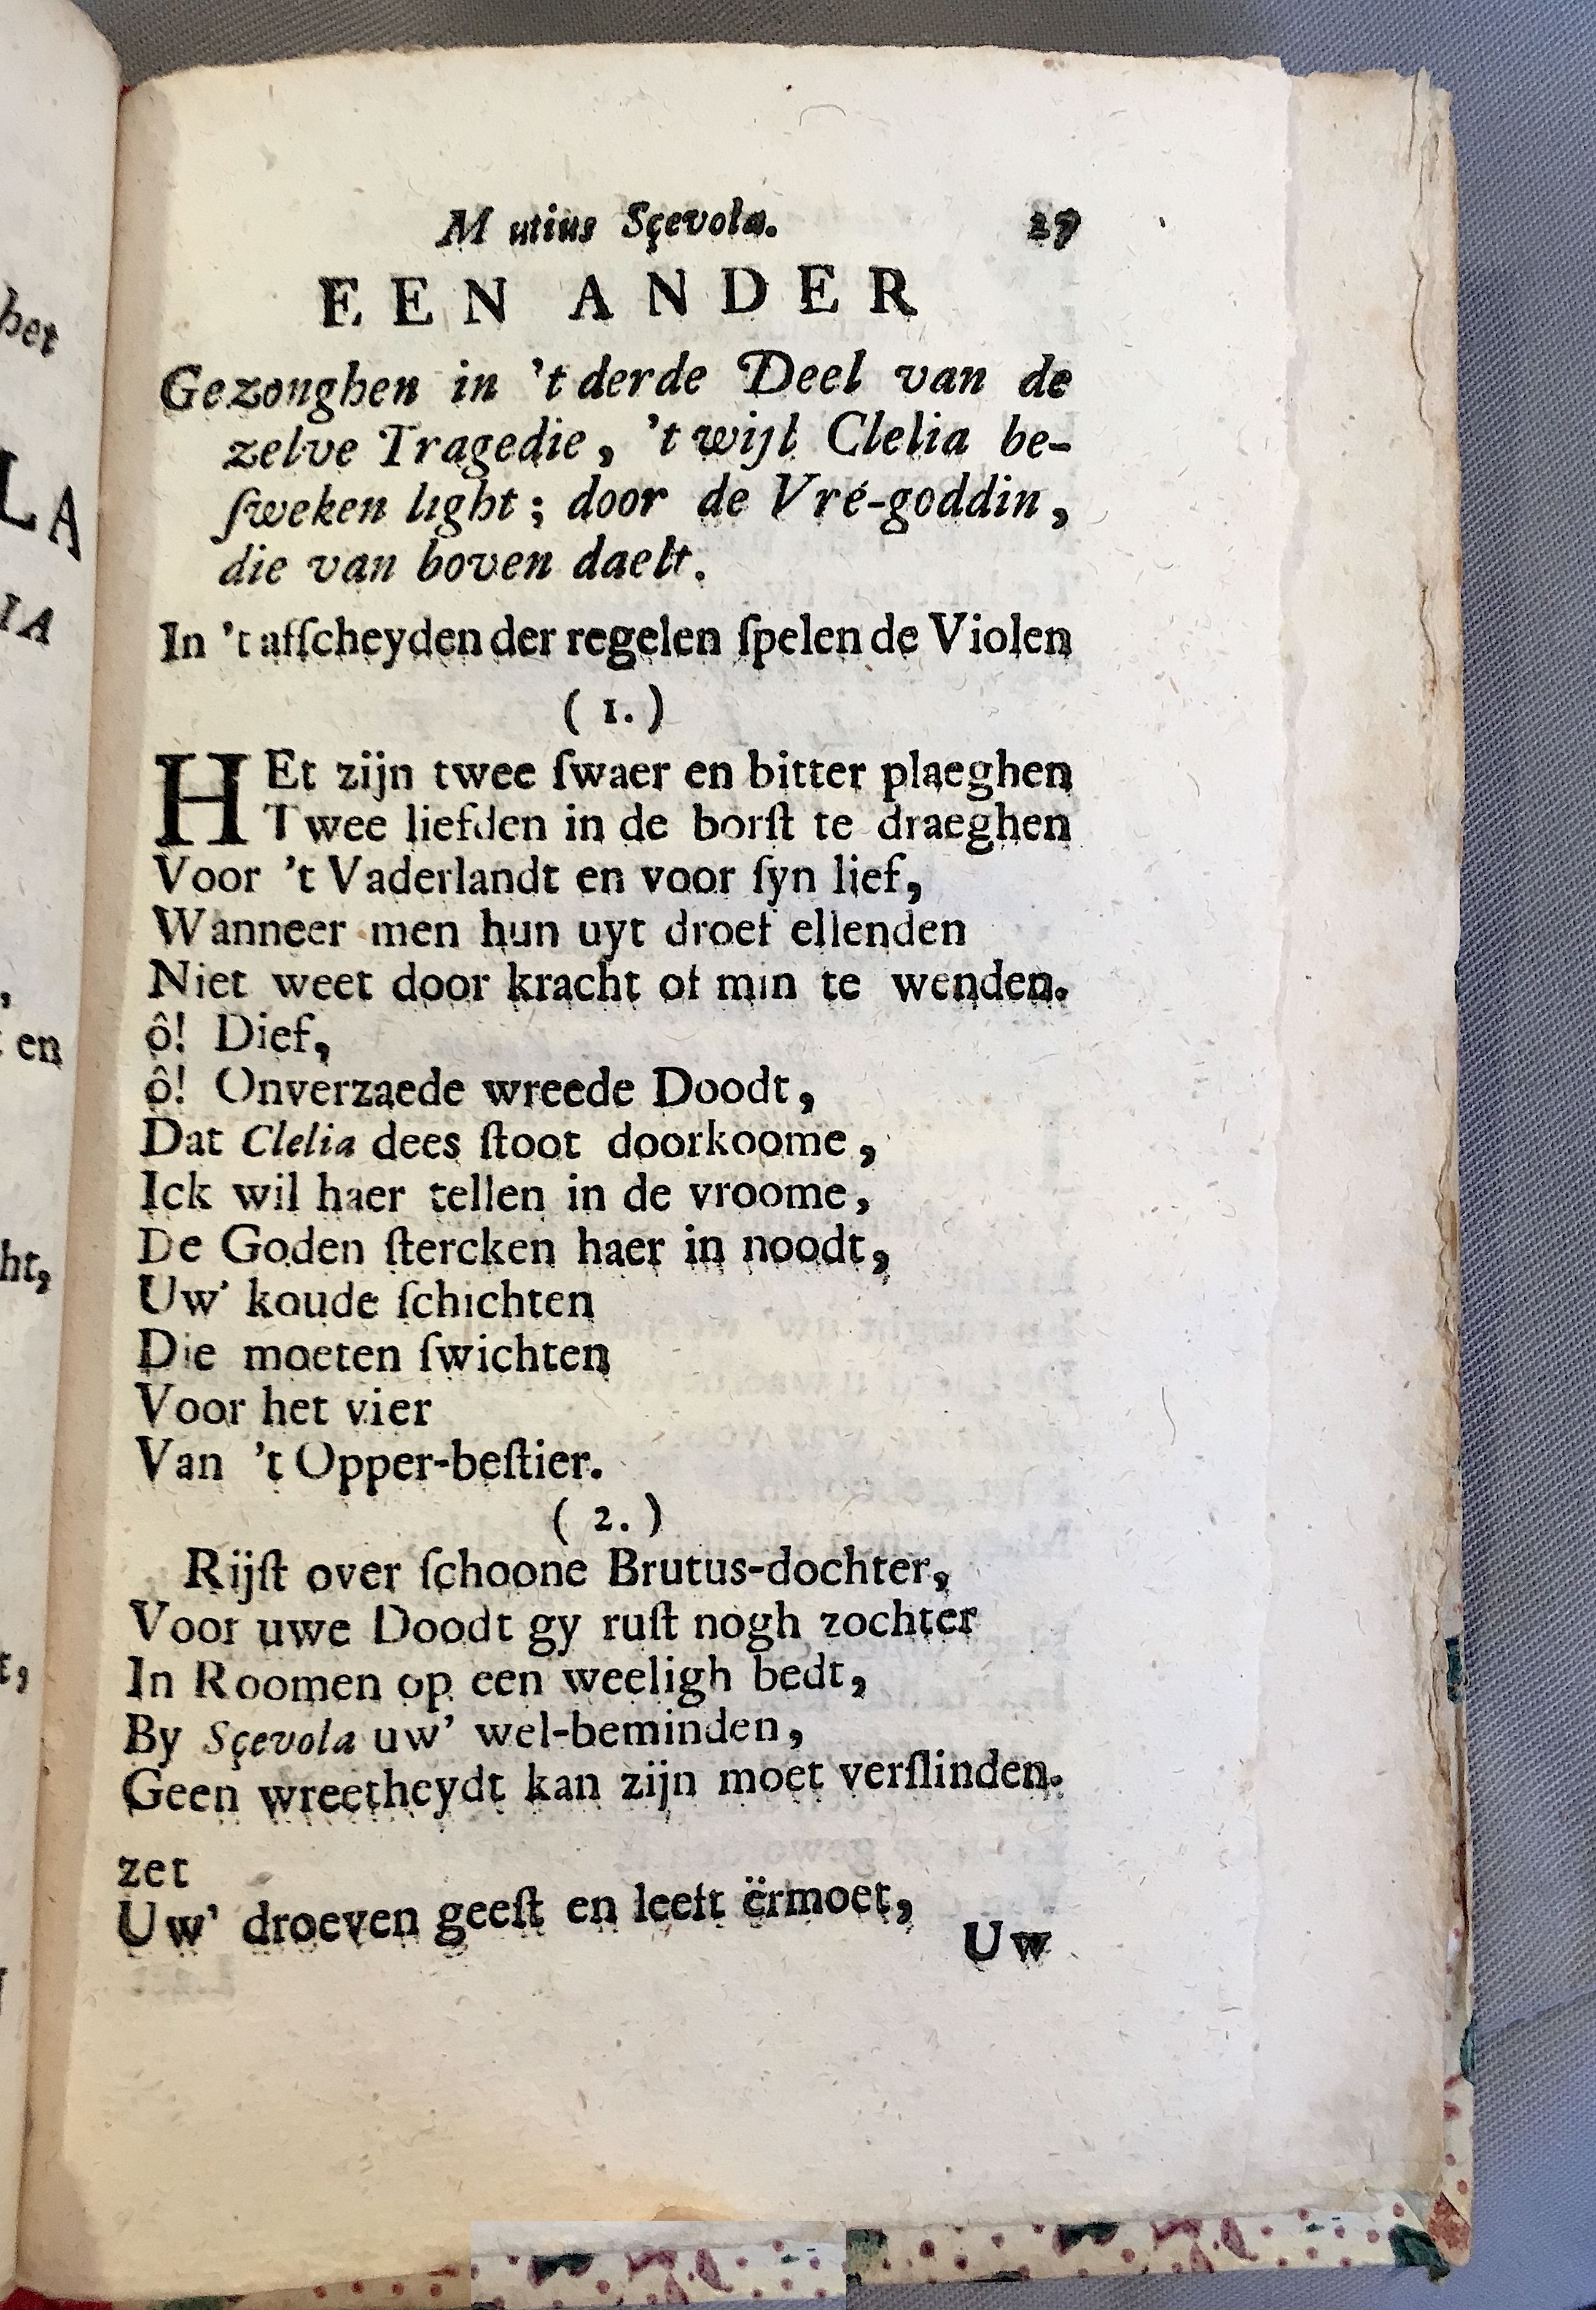 het
LA
IA
,
en
ht,
t,
Mutius Sçevola. 27
EEN ANDER
Gezonghen in 't derde Deel van de
zelve Tragedie, 't wijl Clelia be-
ſweken light; door de Vré-goddin,
die van boven daelt.
In 't afſcheyden der regelen ſpelen de Violen
(1.)
HEt zijn twee ſwaer en bitter plaeghen
Twee liefden in de borſt te draeghen
Voor 't Vaderlandt en voor ſyn lief,
Wanneer men hun uyt droef ellenden
Niet weet door kracht of min te wenden.
ô! Dief,
ô! Onverzaede wreede Doodt,
Dat Clelia dees ſtoot doorkoome,
Ick wil haer tellen in de vroome,
De Goden ſtercken haer in noodt,
Uw' koude ſchichten
Die moeten ſwichten
Voor het vier
Van 't Opper-beſtier.
(2.)
Rijſt over ſchoone Brutus-dochter,
Voor uwe Doodt gy ruſt nogh zochter
In Roomen op een weeligh bedt,
By Sçevola uw' wel-beminden,
Geen wreetheydt kan zijn moet verſlinden.
zet
Uw' droeven geeſt en leeft ërmoet,
Uw